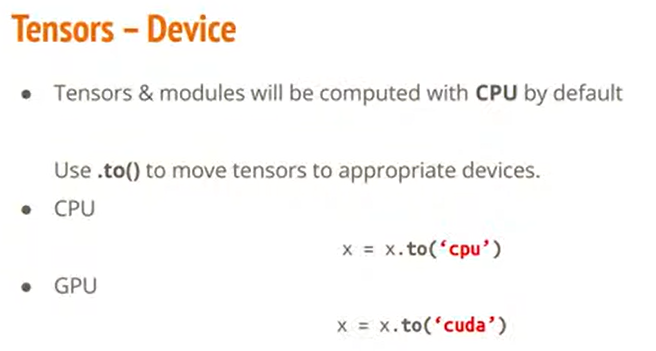 Tensors – Device
• Tensors & modules will be computed with CPU by default
Use .to() to move tensors to appropriate devices.
• CPU
x = x.to(‘cpu’)
• GPU
x = x.to(‘cuda’)